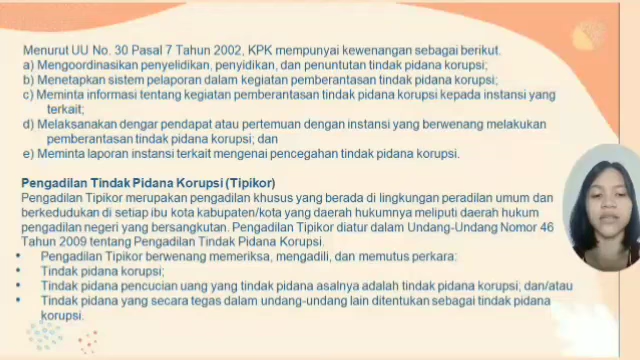 Menurut UU No. 30 Pasal 7 Tahun 2002, KPK mempunyai kewenangan sebagai berikut.
a) Mengoordinasikan penyelidikan, penyidikan, dan penuntutan tindak pidana korupsi;
b) Menetapkan sistem pelaporan dalam kegiatan pemberantasan tindak pidana korupsi;
c) Meminta informasi tentang kegiatan pemberantasan tindak pidana korupsi kepada instansi yang
terkait;
d) Melaksanakan dengar pendapat atau pertemuan dengan instansi yang berwenang melakukan
pemberantasan tindak pidana korupsi; dan
e) Meminta laporan instansi terkait mengenai pencegahan tindak pidana korupsi.
Pengadilan Tindak Pidana Korupsi (Tipikor)
Pengadilan Tipikor merupakan pengadilan khusus yang berada di lingkungan peradilan umum dan
berkedudukan di setiap ibu kota kabupaten/kota yang daerah hukumnya meliputi daerah hukum
pengadilan negeri yang bersangkutan. Pengadilan Tipikor diatur dalam Undang-Undang Nomor 46
Tahun 2009 tentang Pengadilan Tindak Pidana Korupsi.
• Pengadilan Tipikor berwenang memeriksa, mengadili, dan memutus perkara:
• Tindak pidana korupsi;
• Tindak pidana pencucian uang yang tindak pidana asalnya adalah tindak pidana korupsi; dan/atau
• Tindak pidana yang secara tegas dalam undang-undang lain ditentukan sebagai tindak pidana
korupsi.